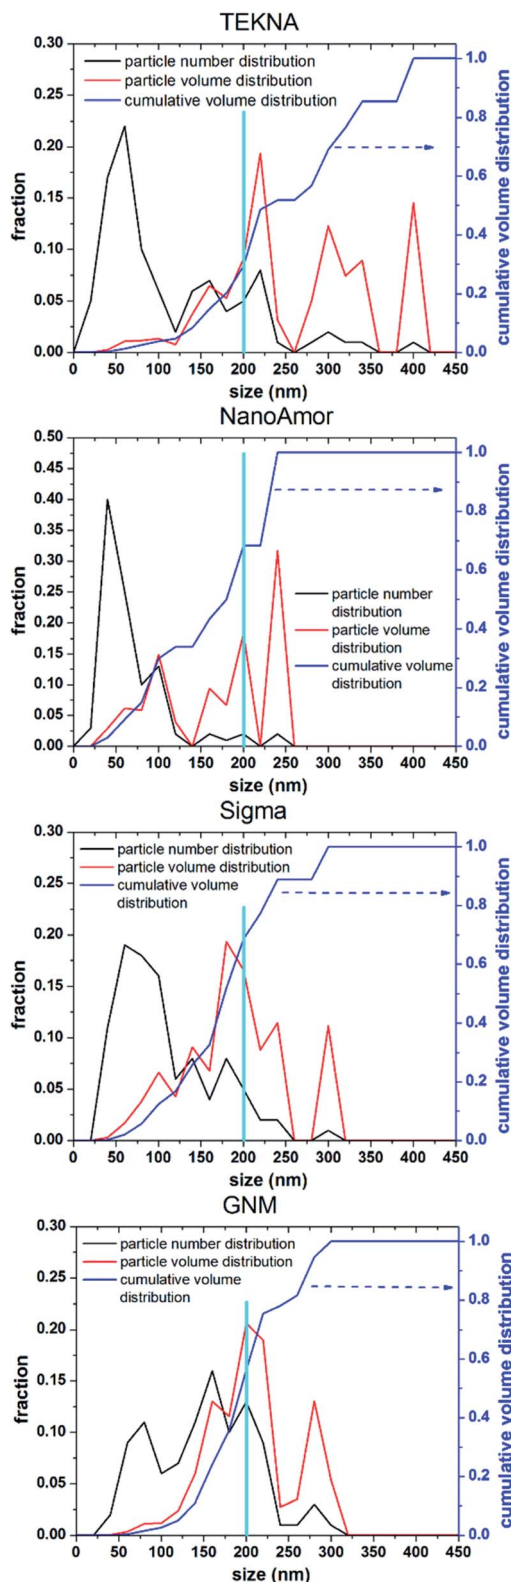 TEKNA
particle number distribution
particle volume distribution
cumulative volume distribution
0.30
0.25
0.20
0.15
0.10
0.05
0.00
fraction
1.0
0.8
0.6
0.4
0.2
0.0
cumulative volume distribution
0 50 100 150 200 250 300 350 400 450
size (nm)
NanoAmor
0.50
0.45
0.40
0.35
0.30
0.25
0.20
0.15
0.10
0.05
0.00
fraction
particle number
distribution
particle volume
distribution
cumulative volume
distribution
1.0
0.8
0.6
0.4
0.2
0.0
cumulative volume distribution
0 50 100 150 200 250 300 350 400 450
size (nm)
Sigma
particle number distribution
particle volume distribution
cumulative volume
distribution
0.30
0.25
0.20
0.15
0.10
0.05
0.00
fraction
1.0
0.8
0.6
0.4
0.2
0.0
cumulative volume distribution
0 50 100 150 200 250 300 350 400 450
size (nm)
GNM
particle number distribution
particle volume distribution
cumulative volume
distribution
0.30
0.25
0.20
0.15
0.10
0.05
0.00
fraction
1.0
0.8
0.6
0.4
0.2
0.0
cumulative volume distribution
0 50 100 150 200 250 300 350 400 450
size (nm)